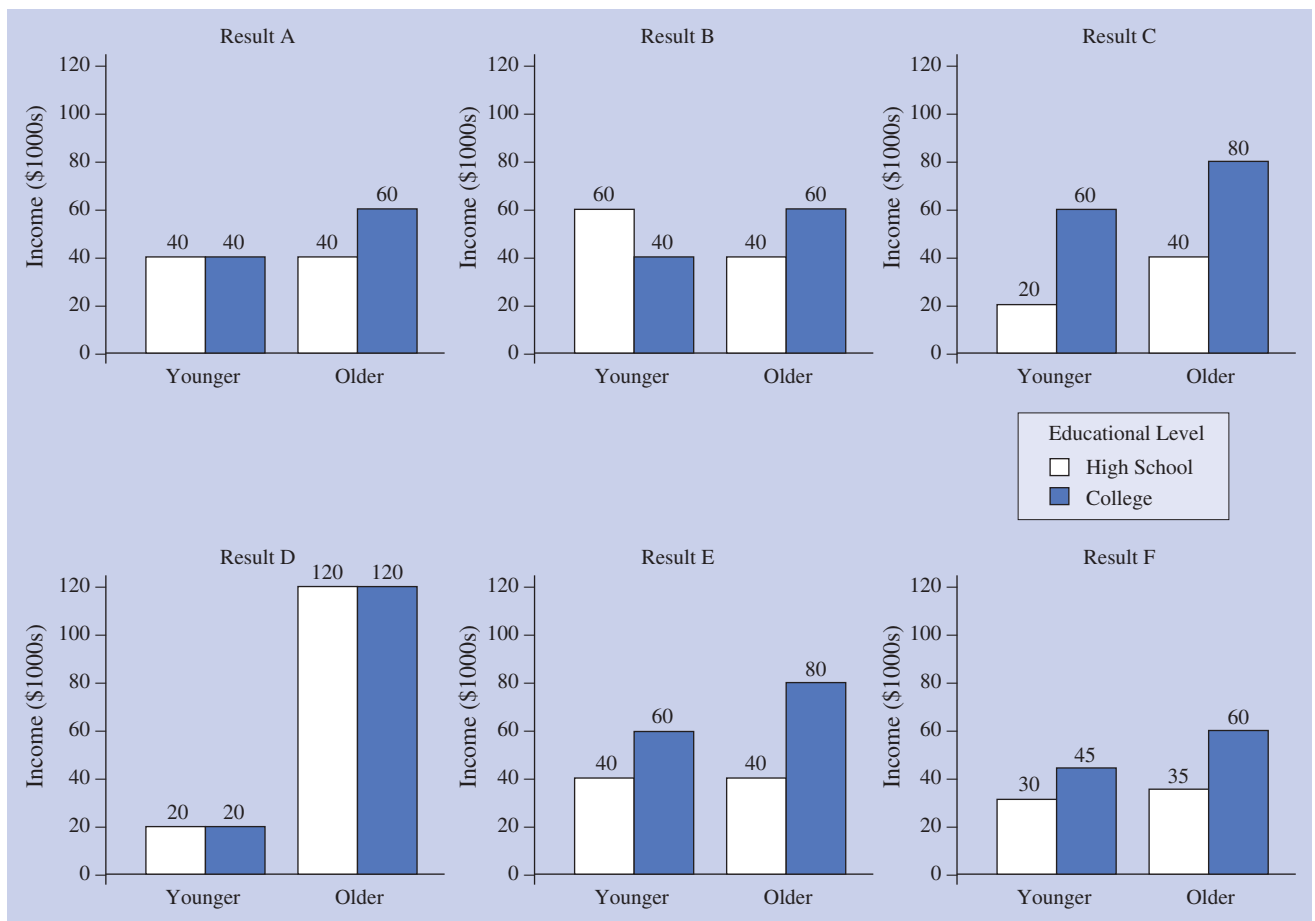 Result A
Income ($1000s)
120
100
80
60
40
20
0
40
40
40
60
Younger
Older
Result B
Income ($1000s)
120
100
80
60
40
20
0
60
40
40
60
Younger
Older
Result C
Income ($1000s)
120
100
80
60
40
20
0
20
60
40
80
Younger
Older
Educational Level
High School
College
Result D
Income ($1000s)
120
100
80
60
40
20
0
20
20
120
120
Younger
Older
Result E
Income ($1000s)
120
100
80
60
40
20
0
40
60
40
80
Younger
Older
Result F
Income ($1000s)
120
100
80
60
40
20
0
30
45
35
60
Younger
Older